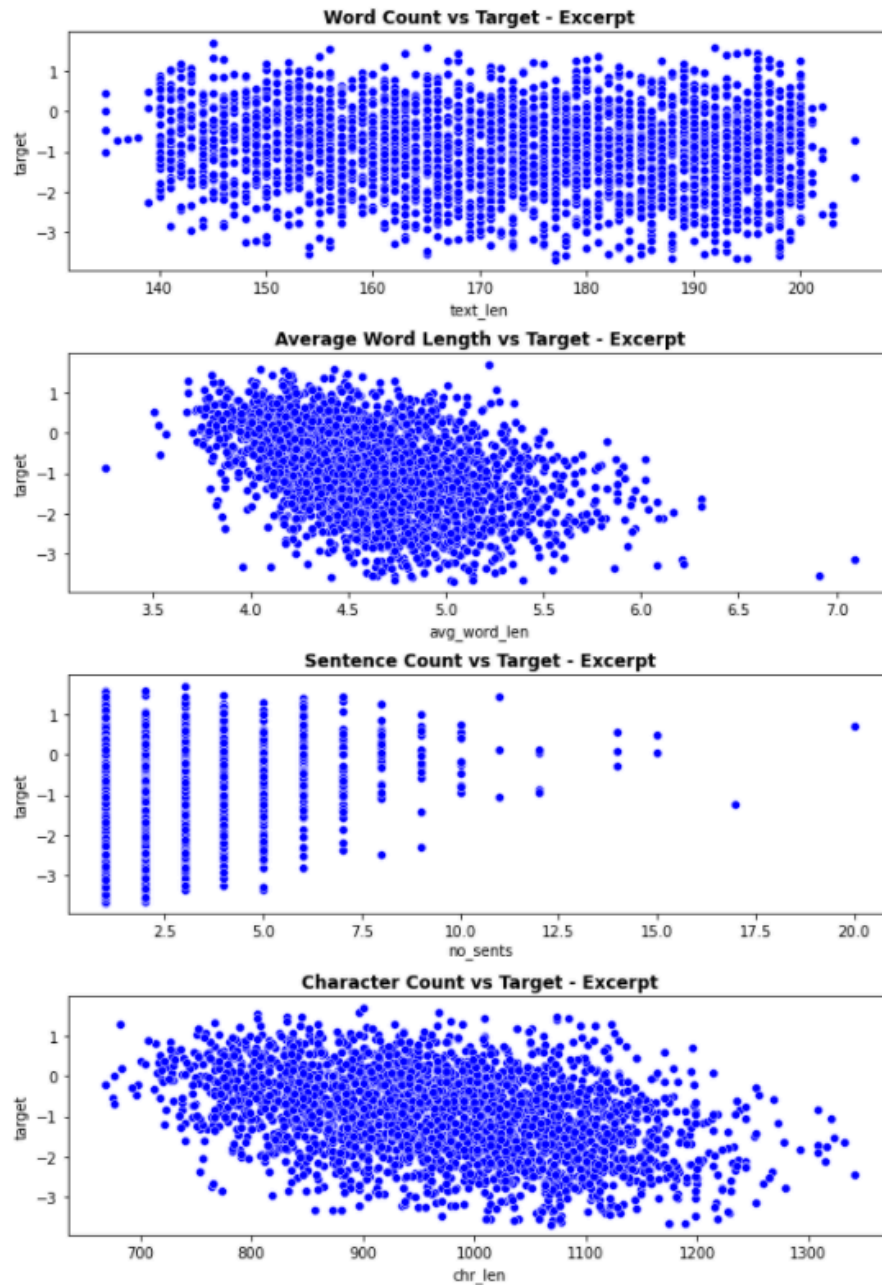 Word Count vs Target - Excerpt
1
0
−1
−2
−3
target
140 150 160 170 180 190 200
text_len
Average Word Length vs Target - Excerpt
1
0
−1
−2
−3
target
3.5 4.0 4.5 5.0 5.5 6.0 6.5 7.0
avg_word_len
Sentence Count vs Target - Excerpt
1
0
−1
−2
−3
target
2.5 5.0 7.5 10.0 12.5 15.0 17.5 20.0
no_sents
Character Count vs Target - Excerpt
1
0
−1
−2
−3
target
700 800 900 1000 1100 1200 1300
chr_len